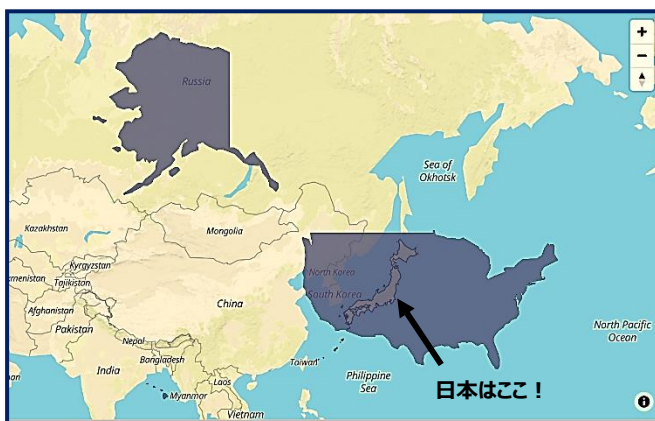 +
−
Russia
Sea of
Okhotsk
Kazakhstan
Mongolia
Kyrgyzstan
Tajikistan
North Korea
South Korea
China
Afghanistan
Pakistan
Nepal
Bangladesh
India
Myanmar
Laos
Vietnam
Taiwan
Philippine
Sea
North Pacific
Ocean
日本はここ！